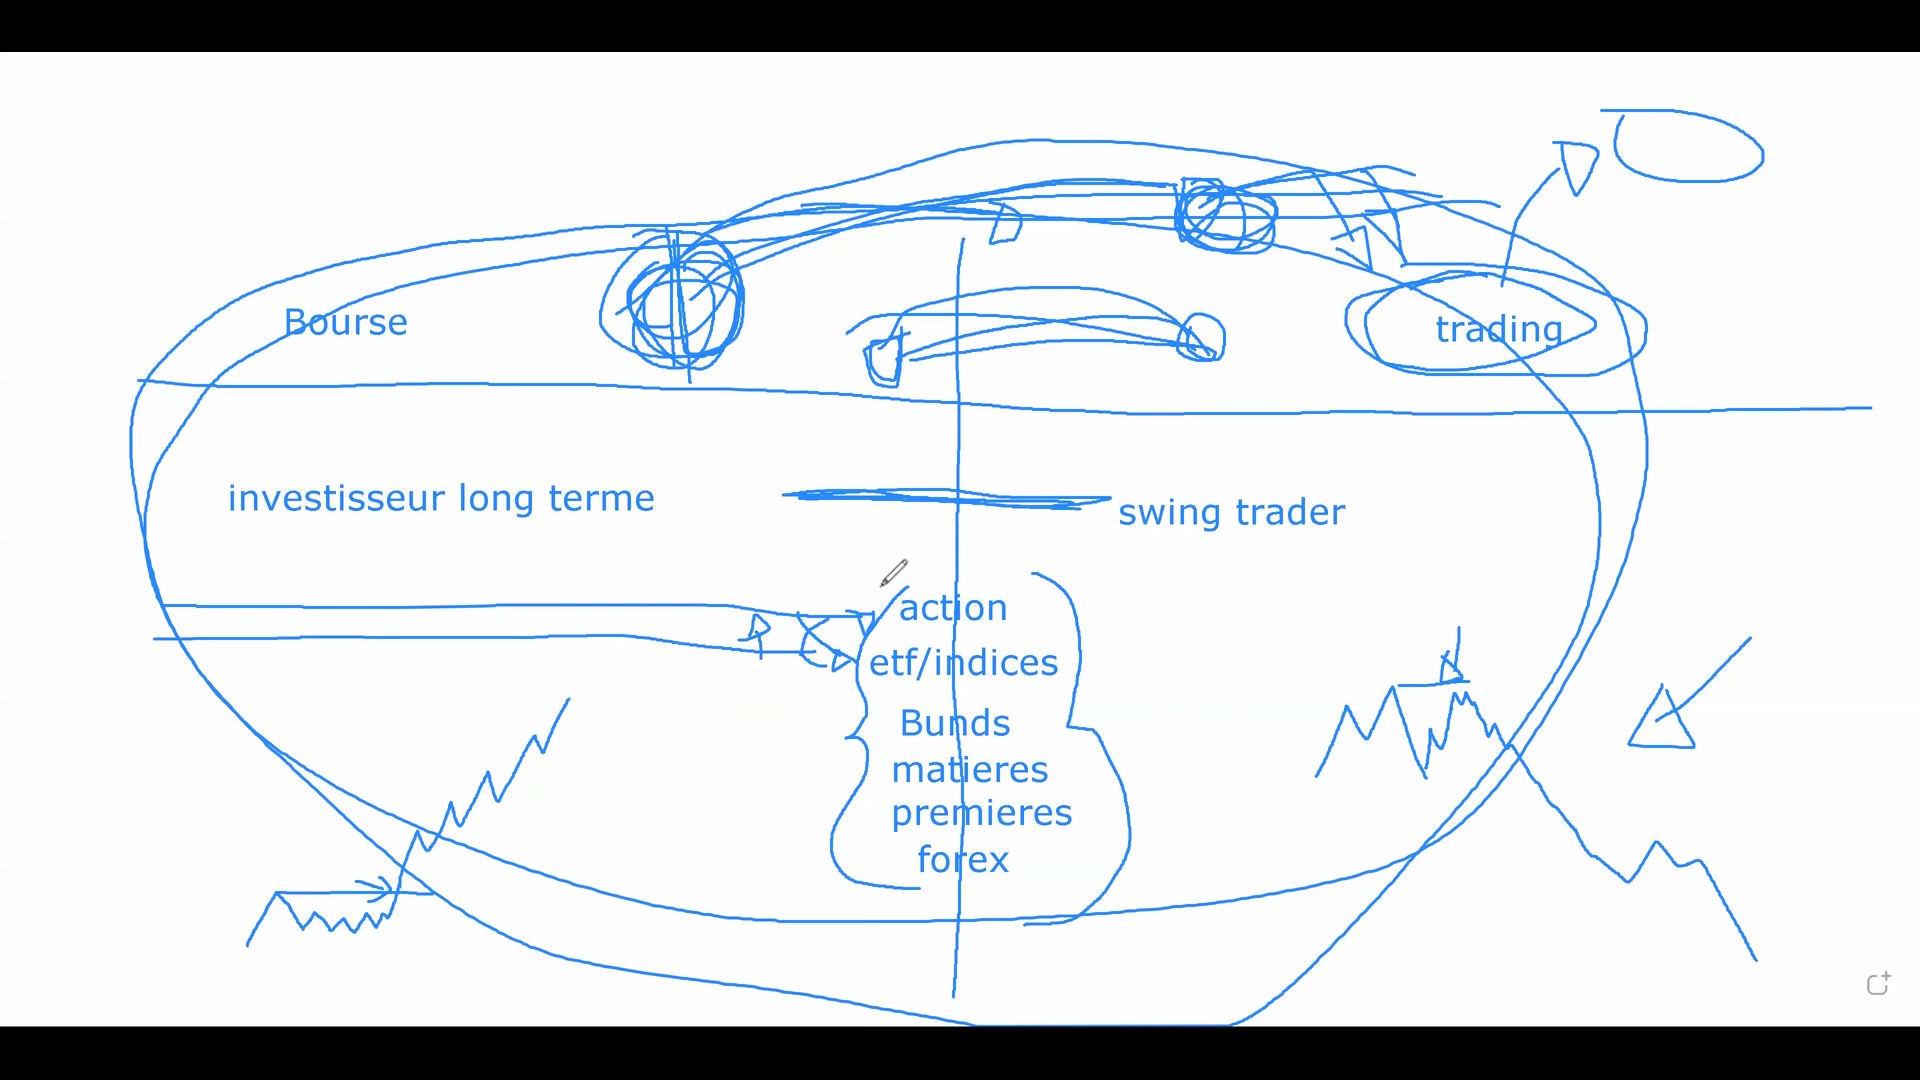 Bourse
trading
investisseur long terme
swing trader
action
etf/indices
Bunds
matieres
premieres
forex